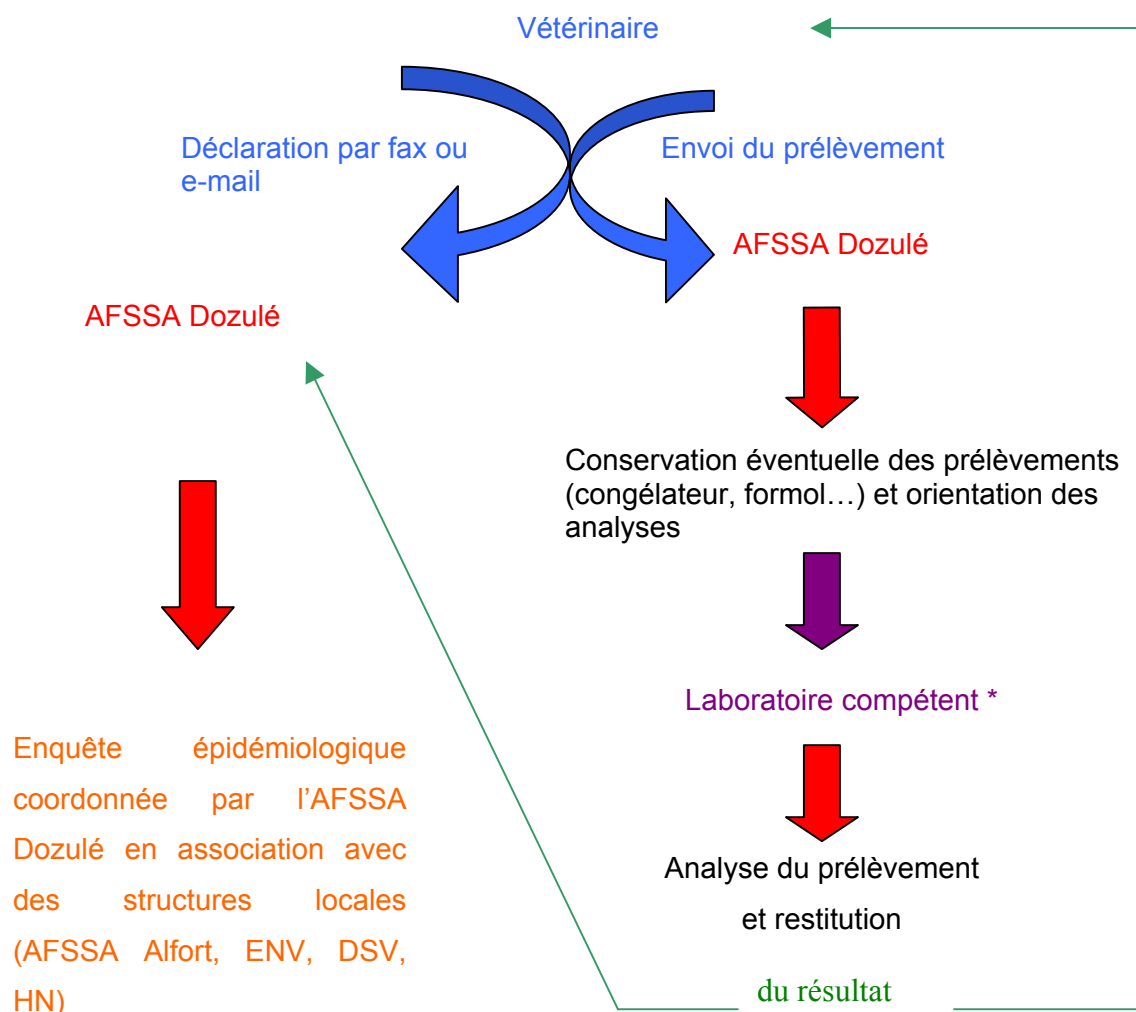 Vétérinaire
Déclaration par fax ou
e-mail
Envoi du prélèvement
AFSSA Dozulé
AFSSA Dozulé
Conservation éventuelle des prélèvements
(congélateur, formol…) et orientation des
analyses
Laboratoire compétent *
Enquête épidémiologique
coordonnée par l’AFSSA
Dozulé en association avec
des structures locales
(AFSSA Alfort, ENV, DSV,
HN)
Analyse du prélèvement
et restitution
du résultat